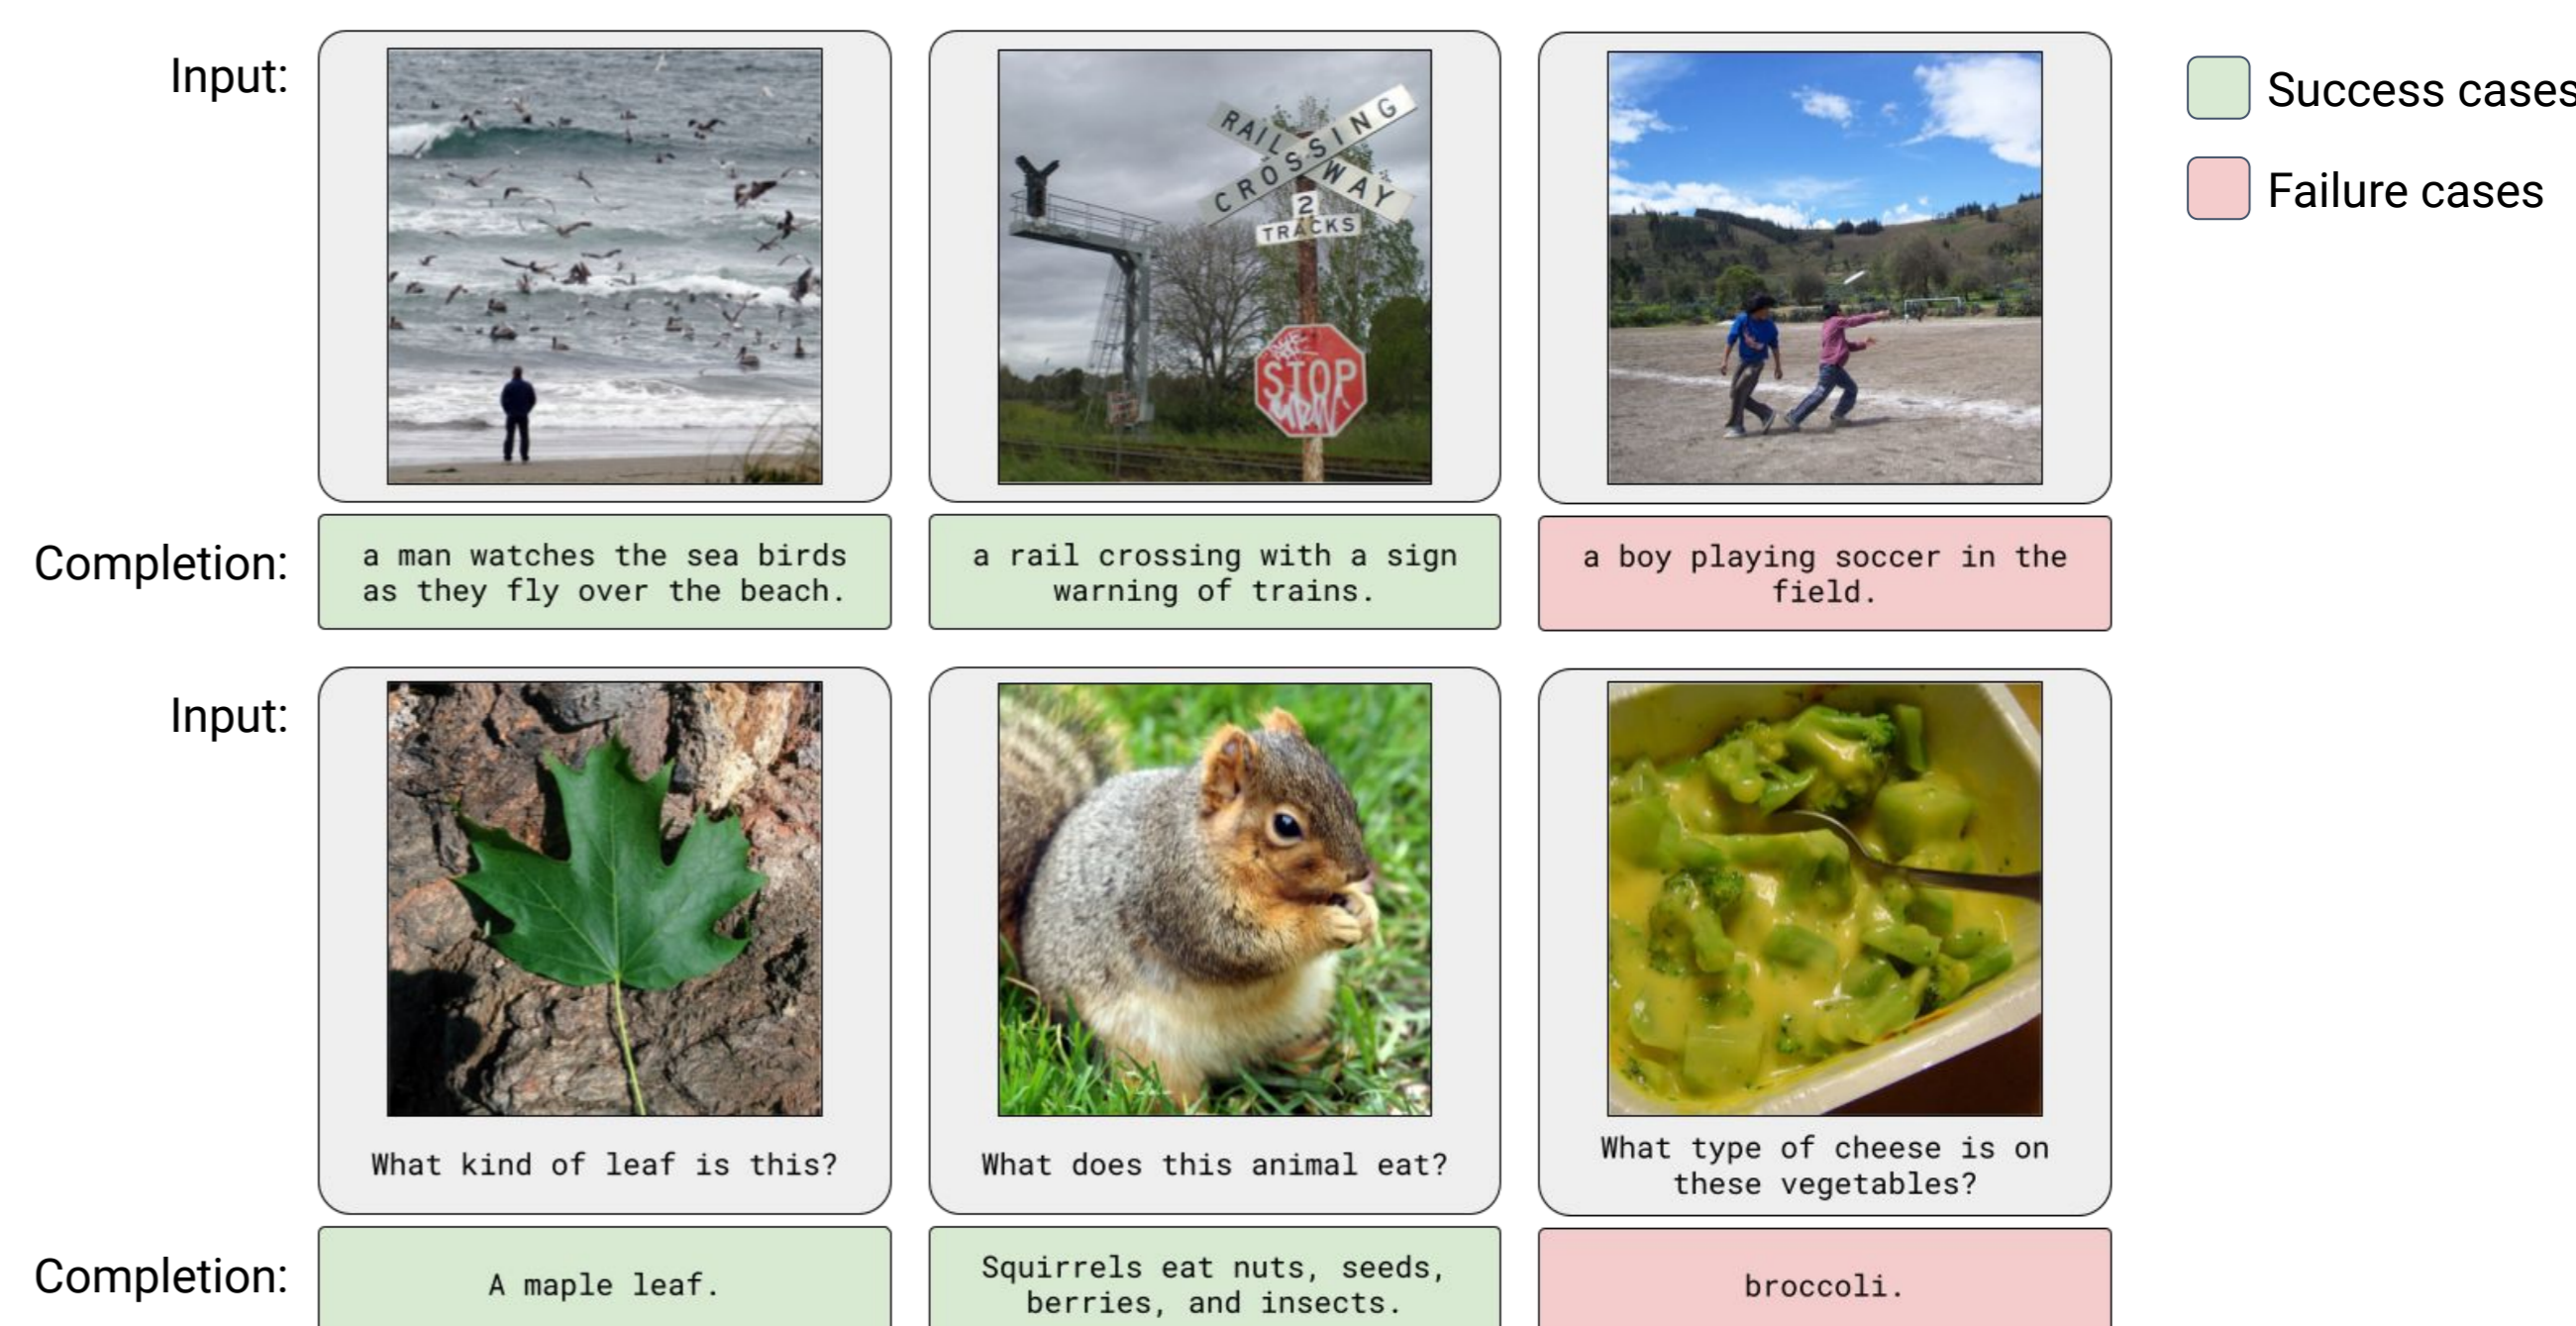 Input:
RAIL WAY
CROSSING
2
TRACKS
STOP
Success cases
Failure cases
Completion:
a man watches the sea birds
as they fly over the beach.
a rail crossing with a sign
warning of trains.
a boy playing soccer in the
field.
Input:
What kind of leaf is this?
What does this animal eat?
What type of cheese is on
these vegetables?
Completion:
A maple leaf.
Squirrels eat nuts, seeds,
berries, and insects.
broccoli.